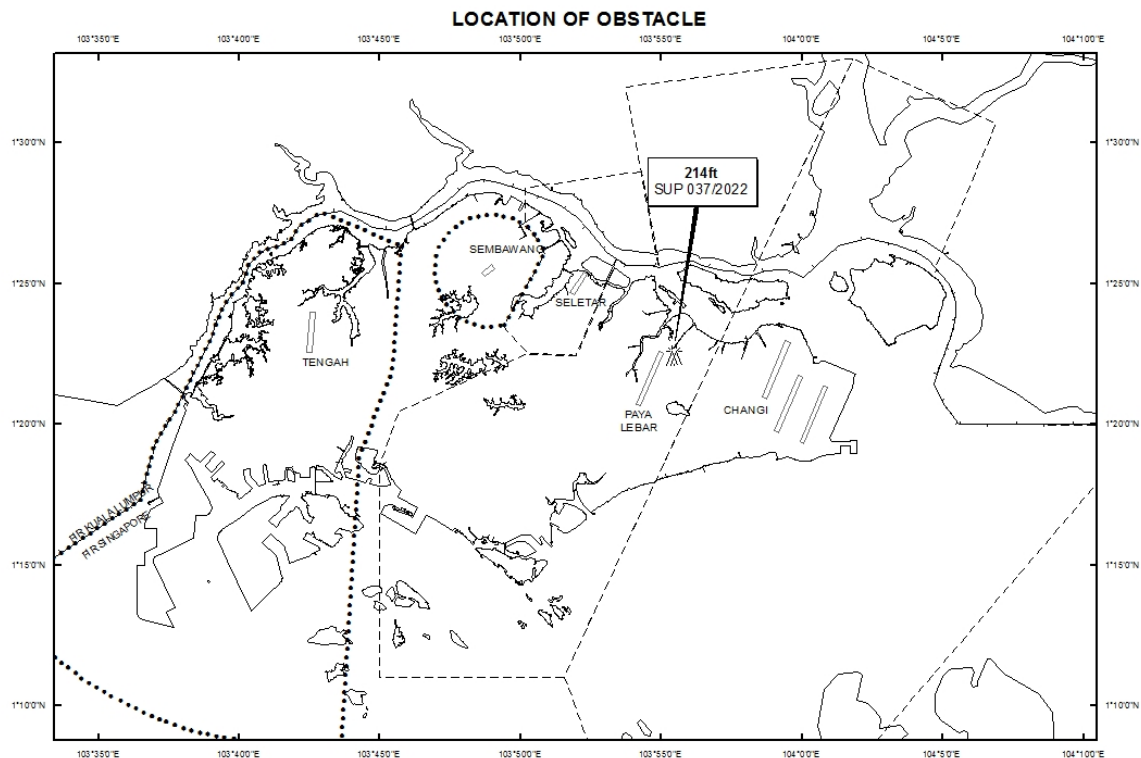 LOCATION OF OBSTACLE
103°35'0"E 103°40'0"E 103°45'0"E 103°50'0"E 103°55'0"E 104°0'0"E 104°5'0"E 104°10'0"E
1°30'0"N 1°30'0"N
214ft
SUP 037/2022
SEMBAWANG
1°25'0"N 1°25'0"N
SELETAR
TENGAH
PAYA
LEBAR
CHANGI
1°20'0"N 1°20'0"N
FIR KUALA LUMPUR
FIR SINGAPORE
1°15'0"N 1°15'0"N
1°10'0"N 1°10'0"N
103°35'0"E 103°40'0"E 103°45'0"E 103°50'0"E 103°55'0"E 104°0'0"E 104°5'0"E 104°10'0"E